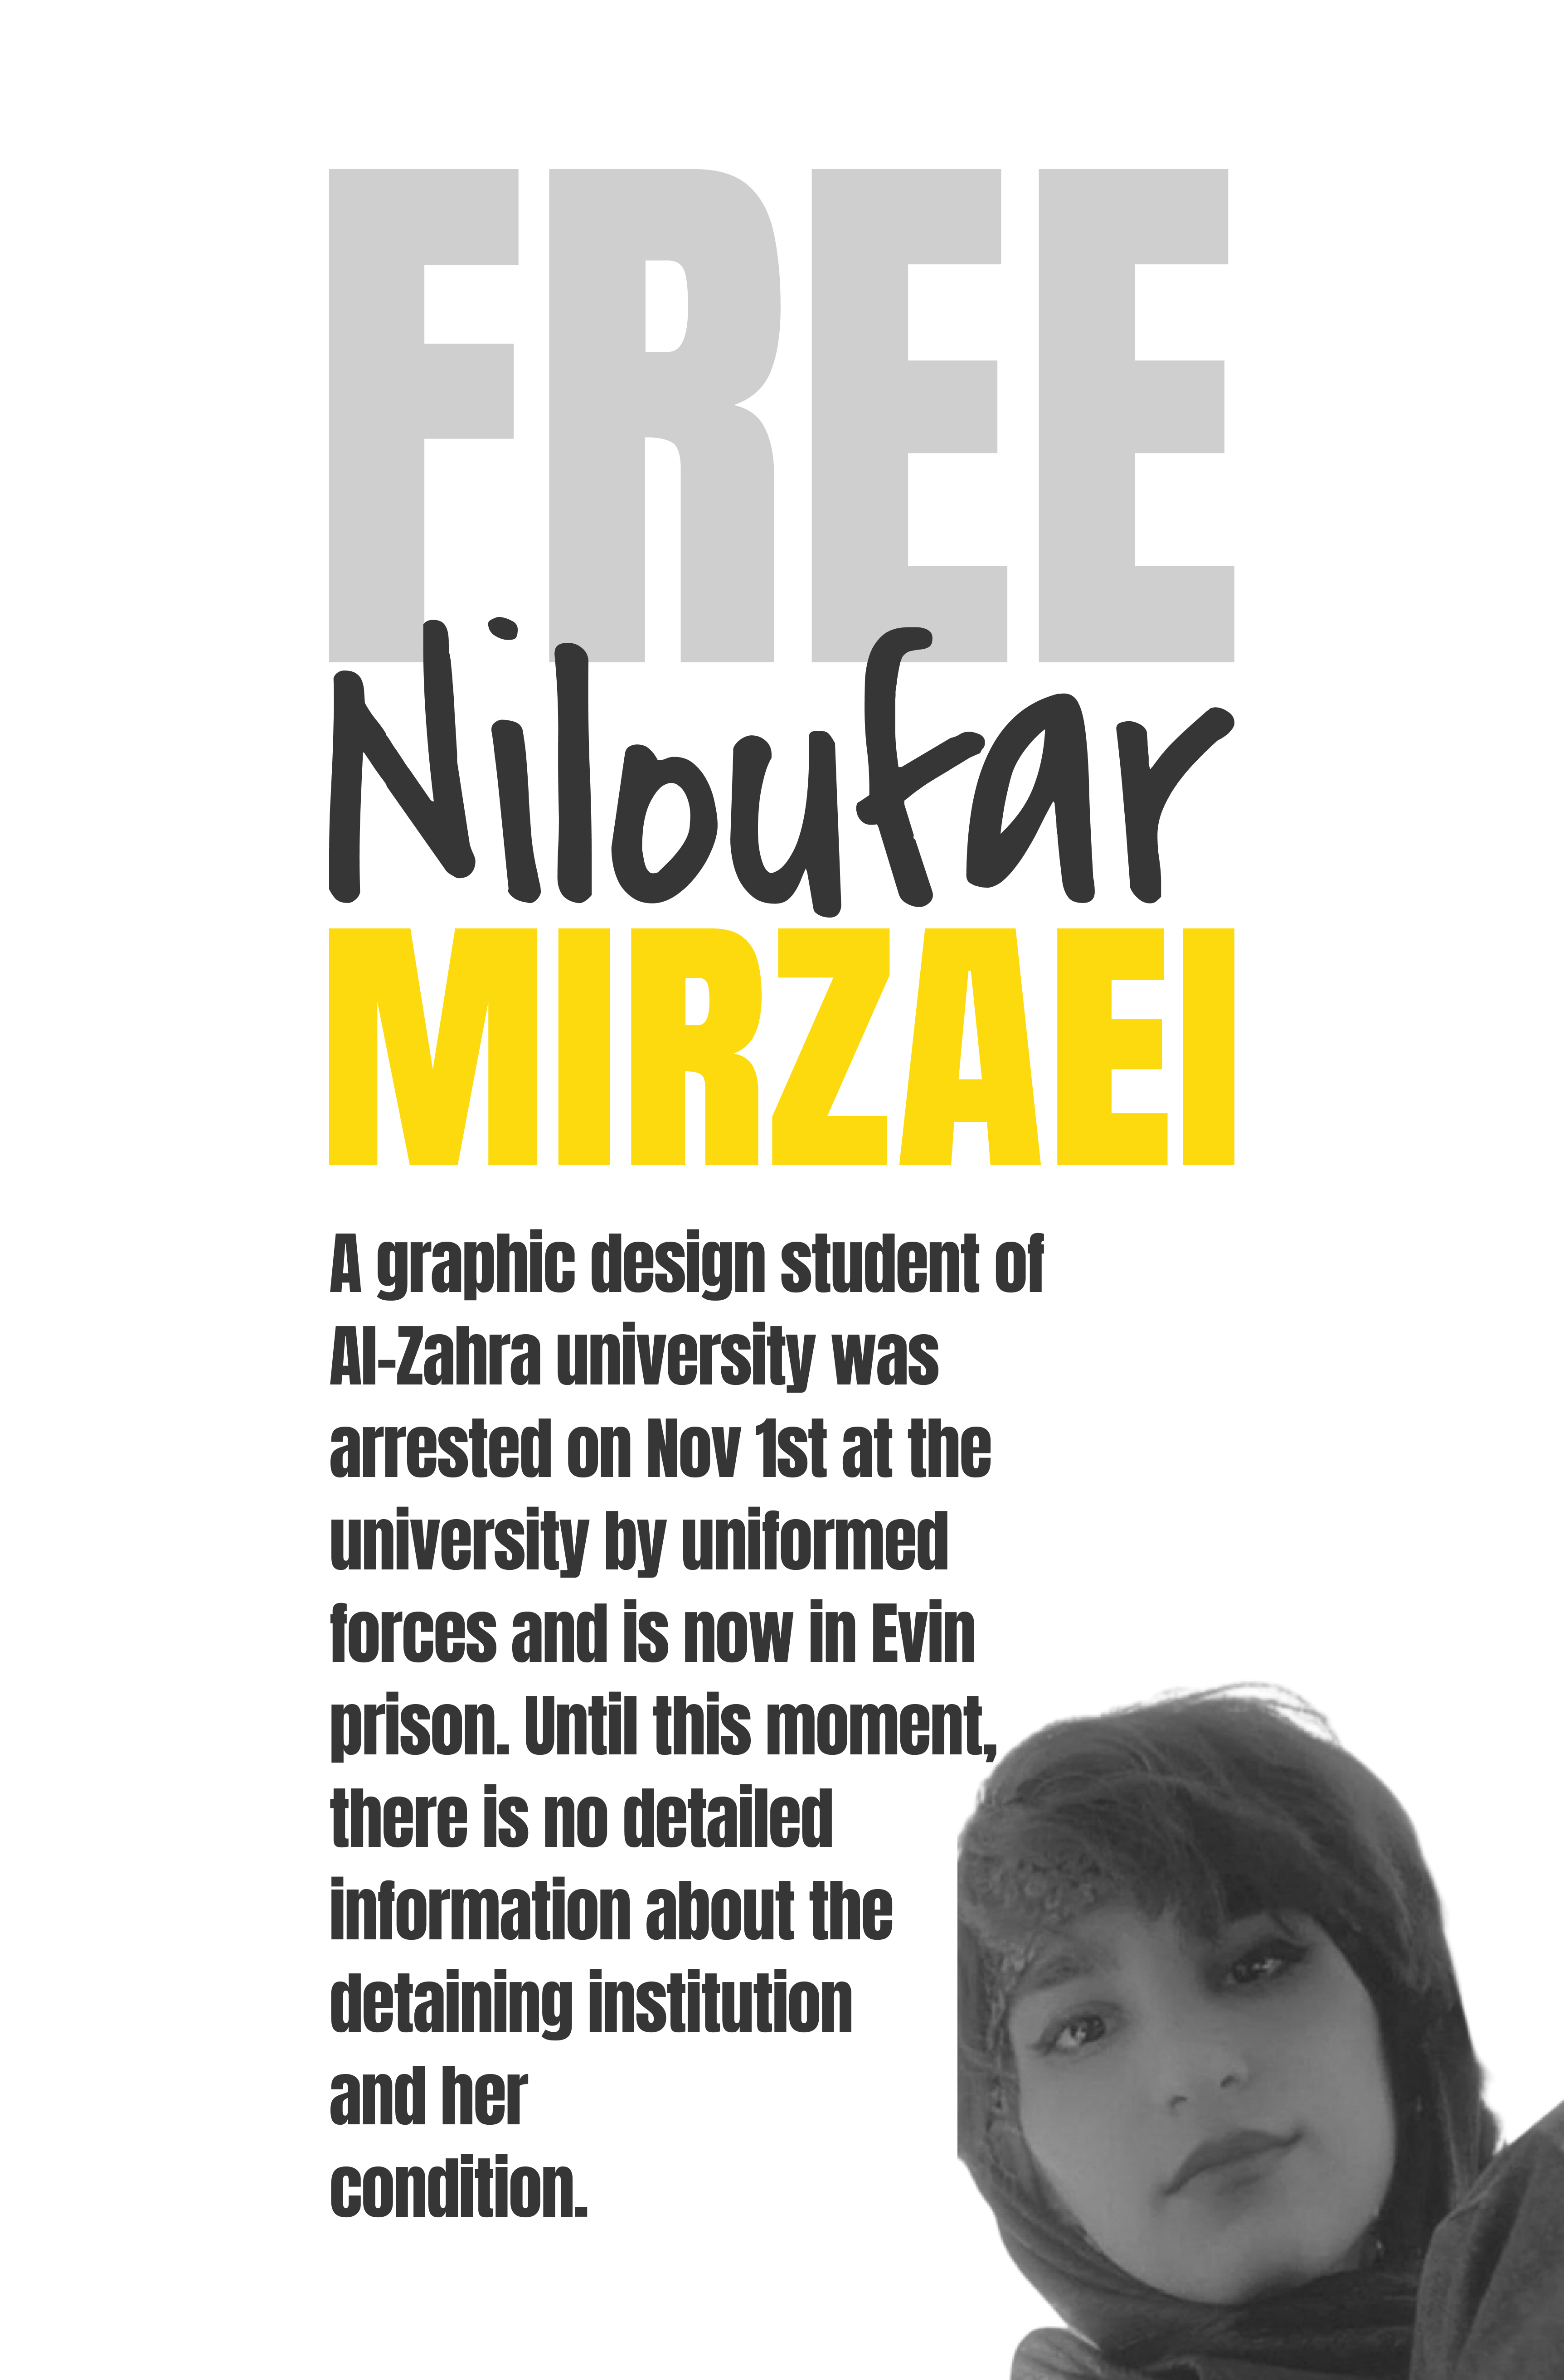 FREE
Niloufar
MIRZAEI
A graphic design student of
Al-Zahra university was
arrested on Nov 1st at the
university by uniformed
forces and is now in Evin
prison. Until this moment,
there is no detailed
information about the
detaining institution
and her
condition.